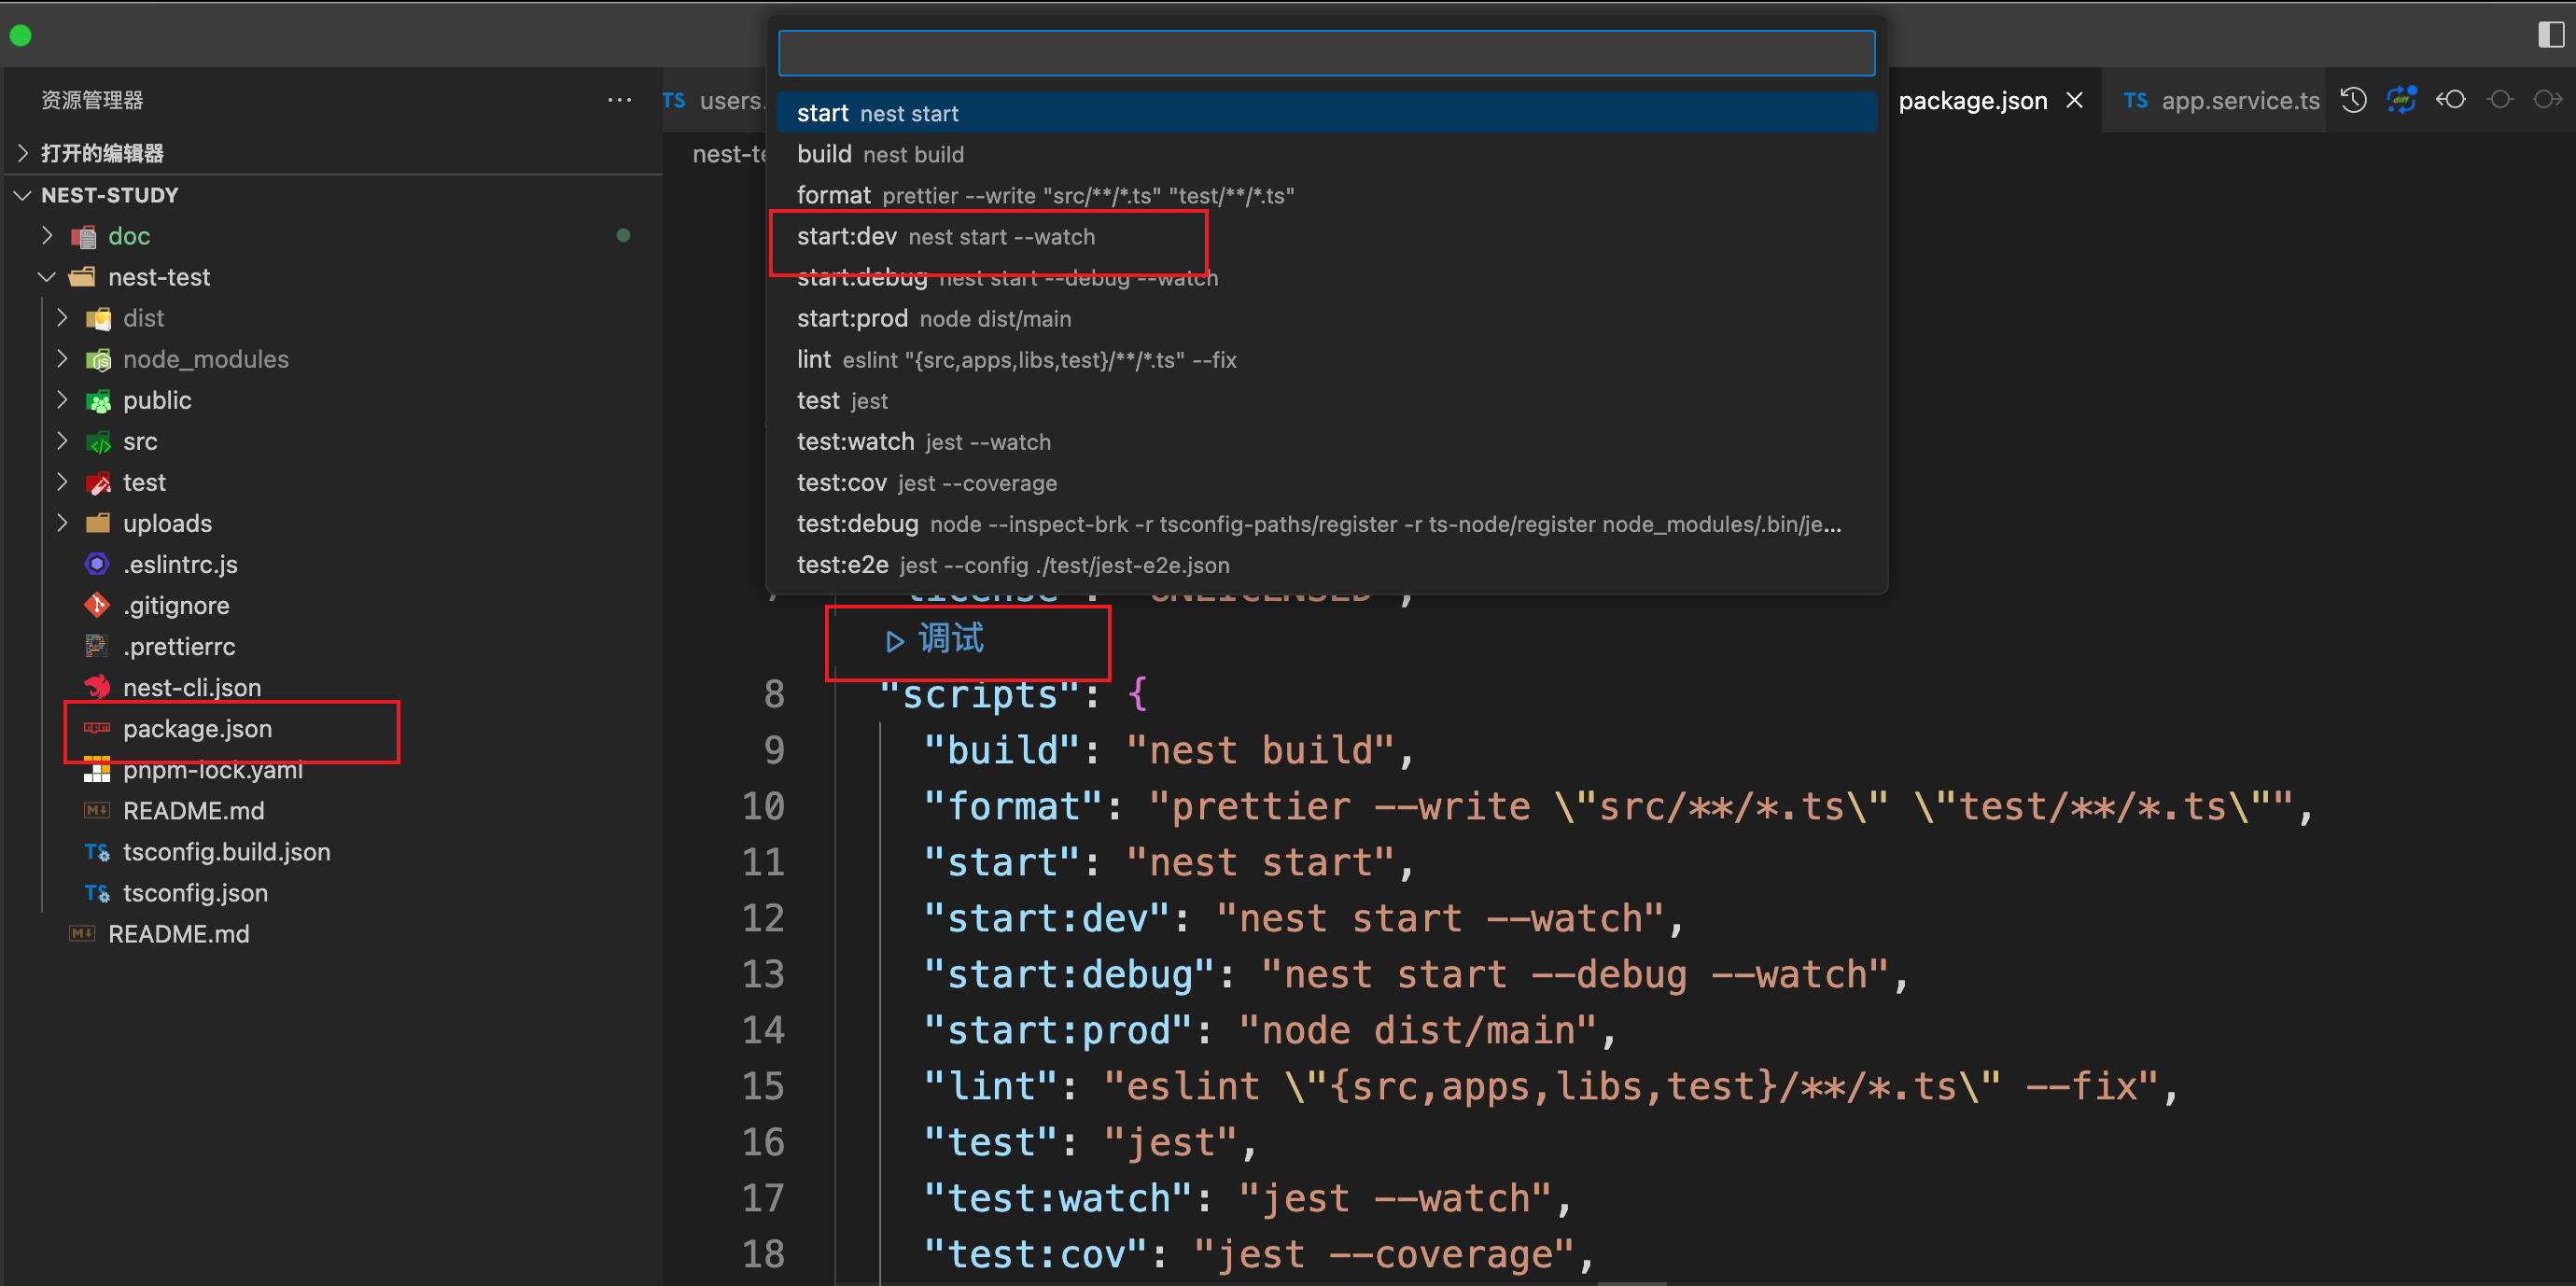 资源管理器
打开的编辑器
NEST-STUDY
doc
nest-test
dist
node_modules
public
src
test
uploads
.eslintrc.js
.gitignore
.prettierrc
nest-cli.json
package.json
pnpm-lock.yaml
README.md
tsconfig.build.json
tsconfig.json
README.md
TS users.
package.json
TS app.service.ts
nest-te
start nest start
build nest build
format prettier --write "src/**/*.ts" "test/**/*.ts"
start:dev nest start --watch
start:debug nest start --debug --watch
start:prod node dist/main
lint eslint "{src,apps,libs,test}/**/*.ts" --fix
test jest
test:watch jest --watch
test:cov jest --coverage
test:debug node --inspect-brk -r tsconfig-paths/register -r ts-node/register node_modules/.bin/je...
test:e2e jest --config ./test/jest-e2e.json
7 "license": "UNLICENSED",
调试
8 "scripts": {
9 "build": "nest build",
10 "format": "prettier --write \"src/**/*.ts\" \"test/**/*.ts\"",
11 "start": "nest start",
12 "start:dev": "nest start --watch",
13 "start:debug": "nest start --debug --watch",
14 "start:prod": "node dist/main",
15 "lint": "eslint \"{src,apps,libs,test}/**/*.ts\" --fix",
16 "test": "jest",
17 "test:watch": "jest --watch",
18 "test:cov": "jest --coverage",